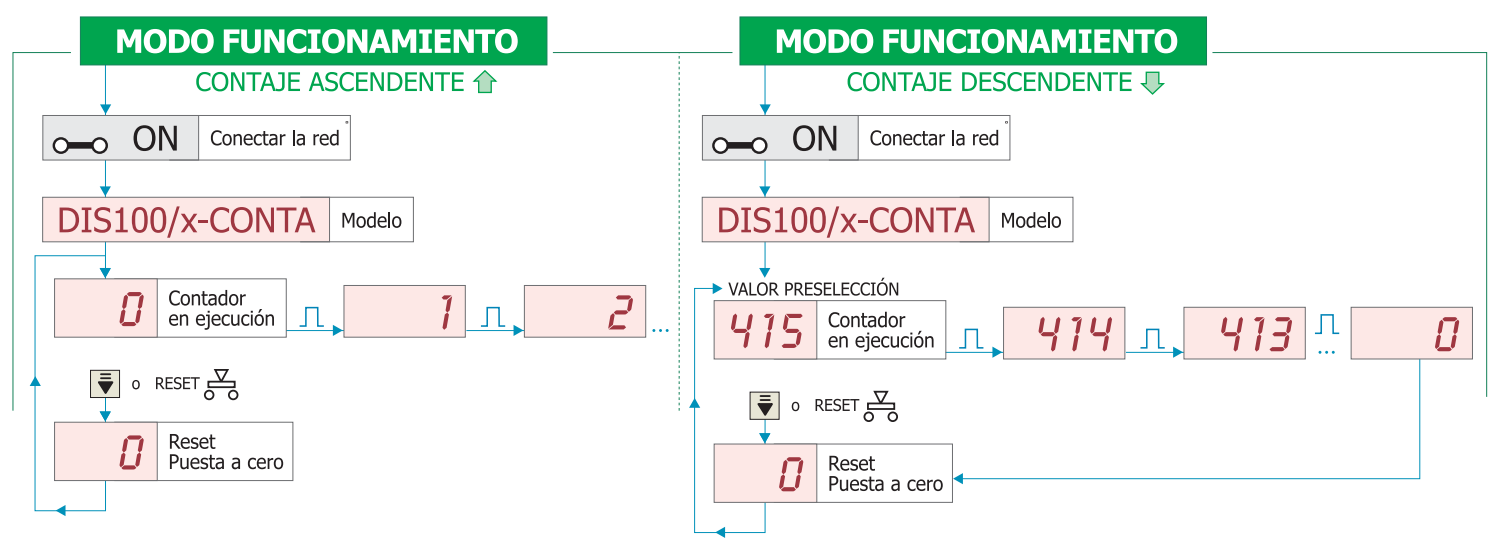 MODO FUNCIONAMIENTO
CONTAJE ASCENDENTE
ON Conectar la red
DIS100/x-CONTA Modelo
0 Contador
en ejecución
1
2
...
o RESET
0 Reset
Puesta a cero
MODO FUNCIONAMIENTO
CONTAJE DESCENDENTE
ON Conectar la red
DIS100/x-CONTA Modelo
VALOR PRESELECCIÓN
415 Contador
en ejecución
414
413
...
0
o RESET
0 Reset
Puesta a cero